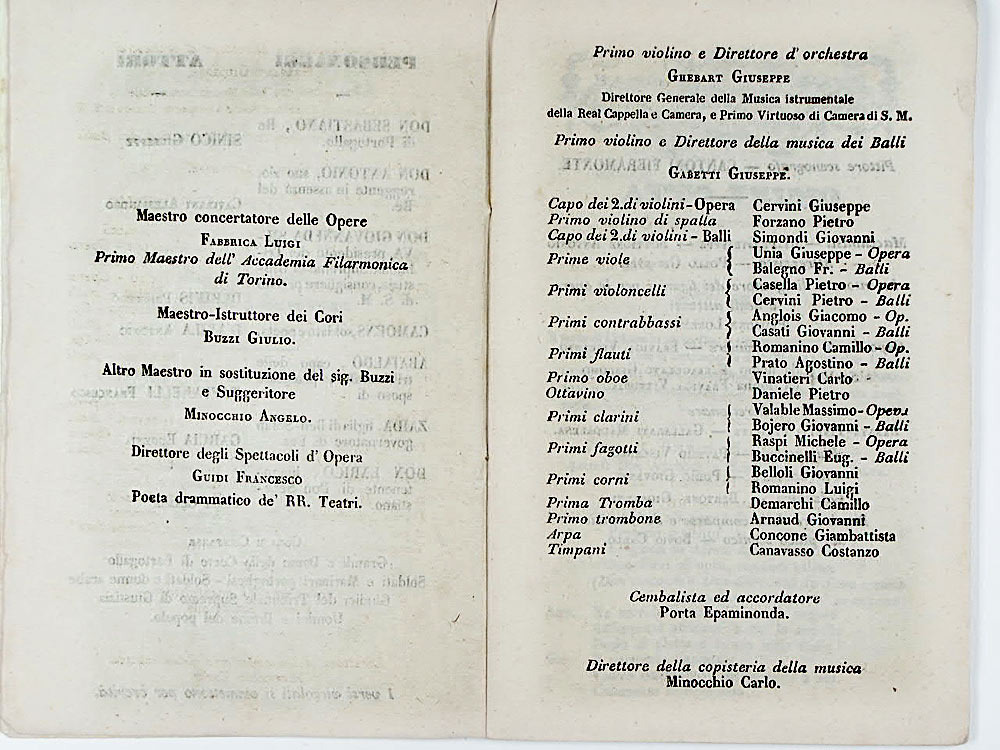 Maestro concertatore delle Opere
Fabbrica Luigi
Primo Maestro dell' Accademia Filarmonica
di Torino.
Maestro-Istruttore dei Cori
Buzzi Giulio.
Altro Maestro in sostituzione del sig. Buzzi
e Suggeritore
Minocchio Angelo.
Direttore degli Spettacoli d' Opera
Guidi Francesco
Poeta drammatico de' RR. Teatri.
Primo violino e Direttore d' orchestra
Ghebart Giuseppe
Direttore Generale della Musica istrumentale
della Real Cappella e Camera, e Primo Virtuoso di Camera di S. M.
Primo violino e Direttore della musica dei Balli
Gabetti Giuseppe.
Capo dei 2.di violini - Opera Cervini Giuseppe
Primo violino di spalla Forzano Pietro
Capo dei 2.di violini - Balli Simondi Giovanni
Prime viole { Unia Giuseppe - Opera
Balegno Fr. - Balli
Primi violoncelli { Casella Pietro - Opera
Cervini Pietro - Balli
Primi contrabbassi { Anglois Giacomo - Op.
Casati Giovanni - Balli
Primi flauti { Romanino Camillo - Op.
Prato Agostino - Balli
Primo oboe Vinatieri Carlo
Ottavino Daniele Pietro
Primi clarini { Valable Massimo - Opera
Bojero Giovanni - Balli
Primi fagotti { Raspi Michele - Opera
Buccinelli Eug. - Balli
Primi corni { Belloli Giovanni
Romanino Luigi
Prima Tromba Demarchi Camillo
Primo trombone Arnaud Giovanni
Arpa Concone Giambattista
Timpani Canavasso Costanzo
Cembalista ed accordatore
Porta Epaminonda.
Direttore della copisteria della musica
Minocchio Carlo.